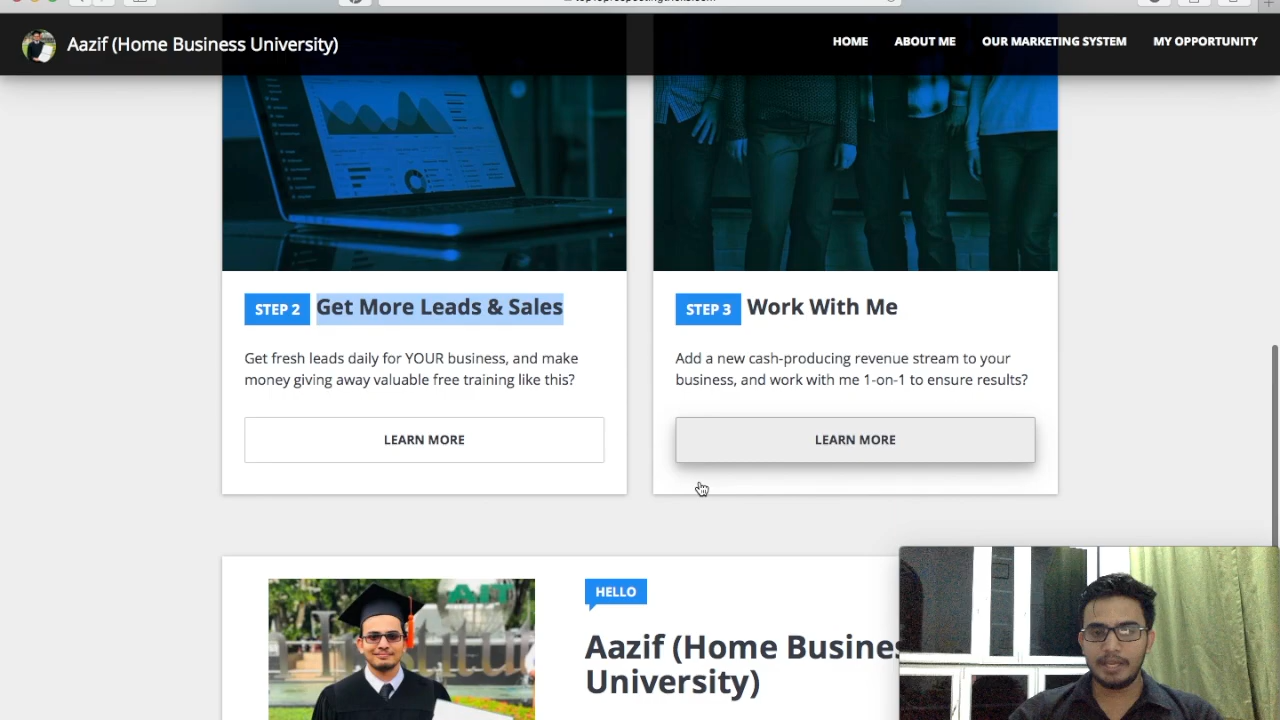 Aazif (Home Business University)
HOME ABOUT ME OUR MARKETING SYSTEM MY OPPORTUNITY
STEP 2 Get More Leads & Sales
Get fresh leads daily for YOUR business, and make
money giving away valuable free training like this?
LEARN MORE
STEP 3 Work With Me
Add a new cash-producing revenue stream to your
business, and work with me 1-on-1 to ensure results?
LEARN MORE
AIT
HELLO
Aazif (Home Busines
University)